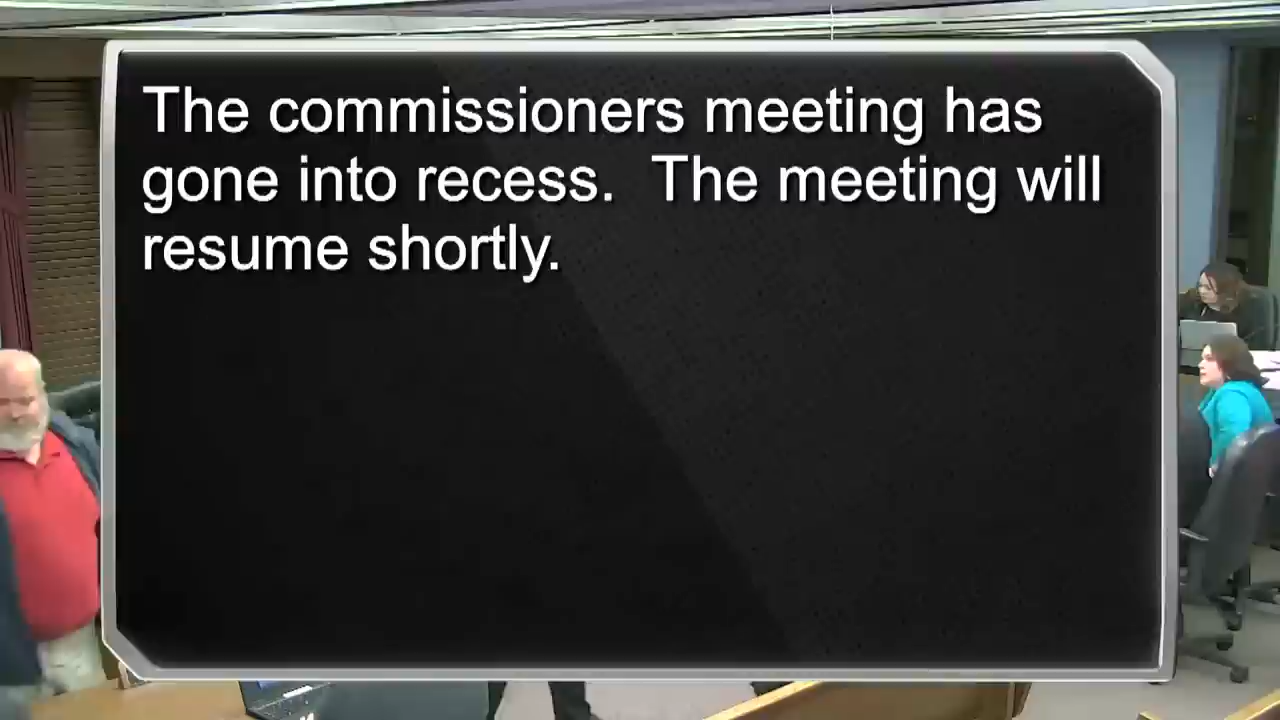 The commissioners meeting has
gone into recess.  The meeting will
resume shortly.